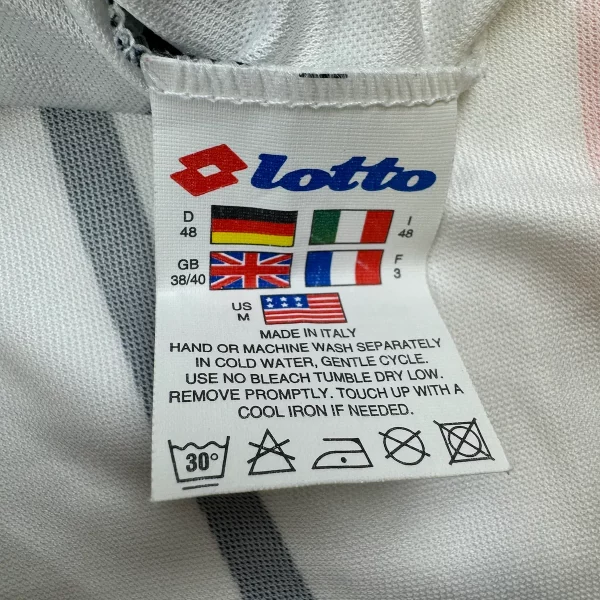 lotto
D
48
I
48
GB
38/40
F
3
US
M
MADE IN ITALY
HAND OR MACHINE WASH SEPARATELY
IN COLD WATER, GENTLE CYCLE.
USE NO BLEACH TUMBLE DRY LOW.
REMOVE PROMPTLY. TOUCH UP WITH A
COOL IRON IF NEEDED.
30°